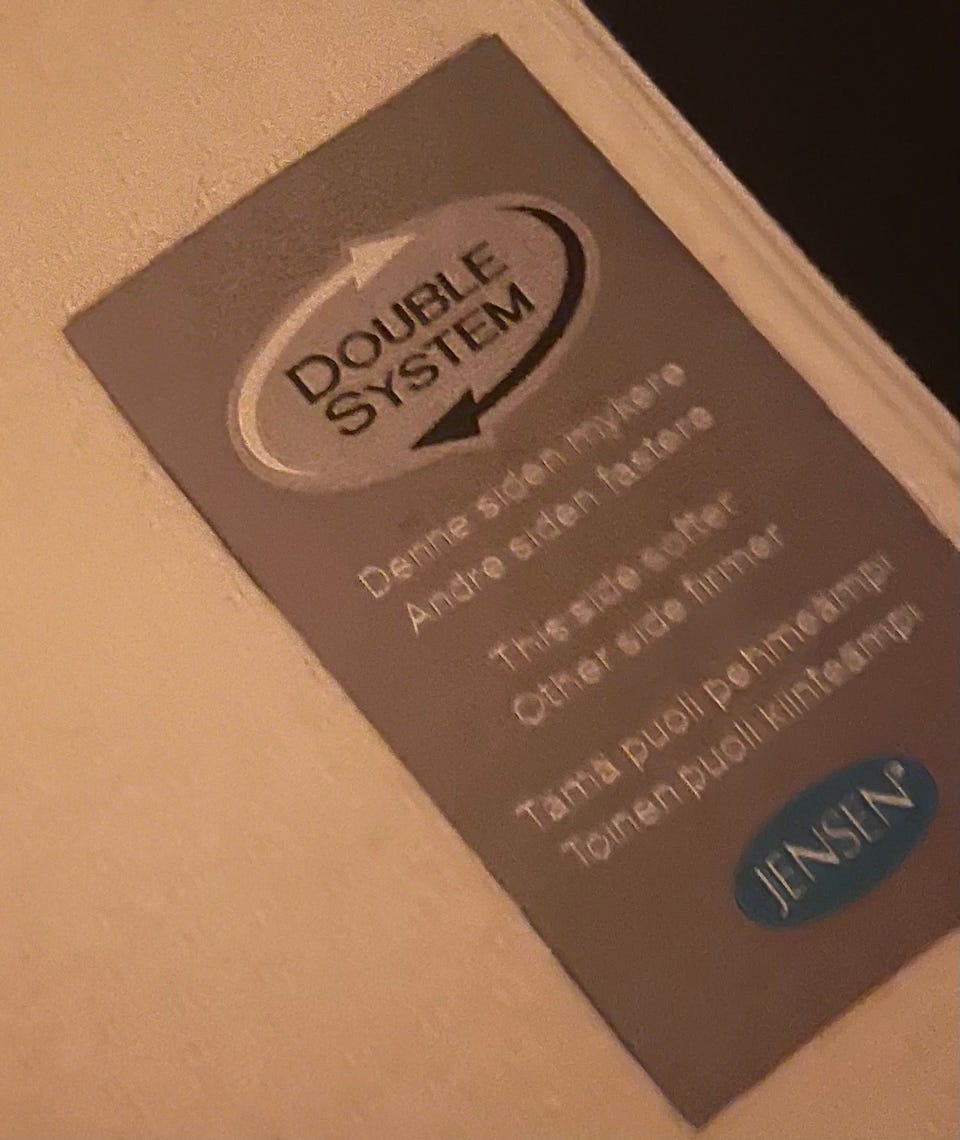 DOUBLE
SYSTEM
Denne siden mykere
Andre siden fastere
This side softer
Other side firmer
Tämä puoli pehmeämpi
Toinen puoli kiinteämpi
JENSEN®